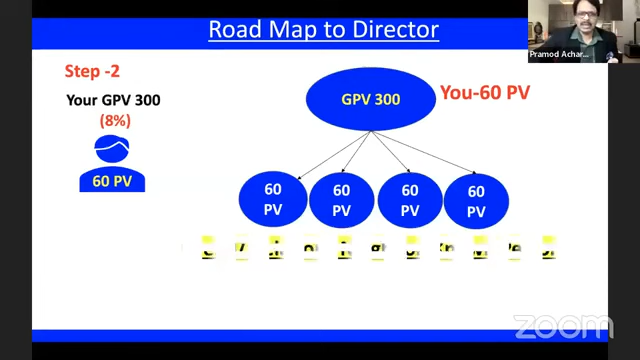 Road Map to Director
Pramod Achar...
Step -2
Your GPV 300
(8%)
60 PV
GPV 300
You-60 PV
60
PV
60
PV
60
PV
60
PV
zoom